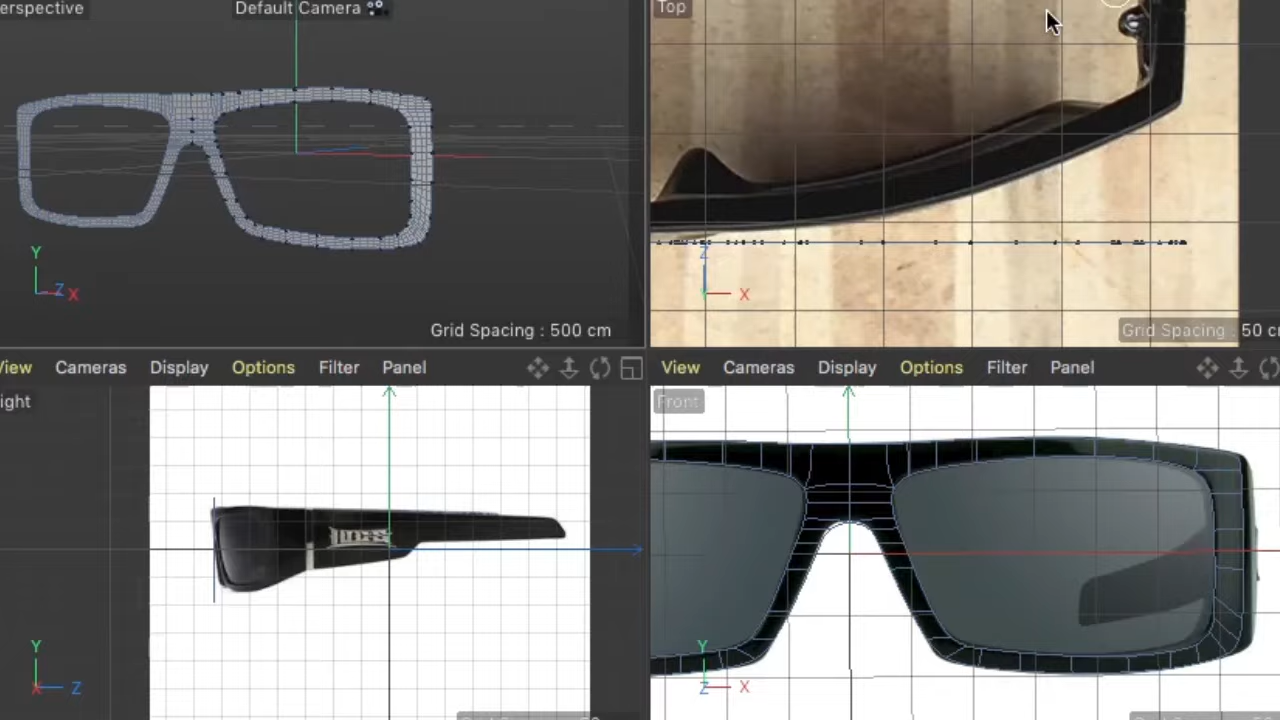 erspective
Default Camera
Top
Y
Z
X
Grid Spacing : 500 cm
Z
X
Grid Spacing : 50 cm
View
Cameras
Display
Options
Filter
Panel
View
Cameras
Display
Options
Filter
Panel
ight
Front
Y
X
Z
Y
Z
X